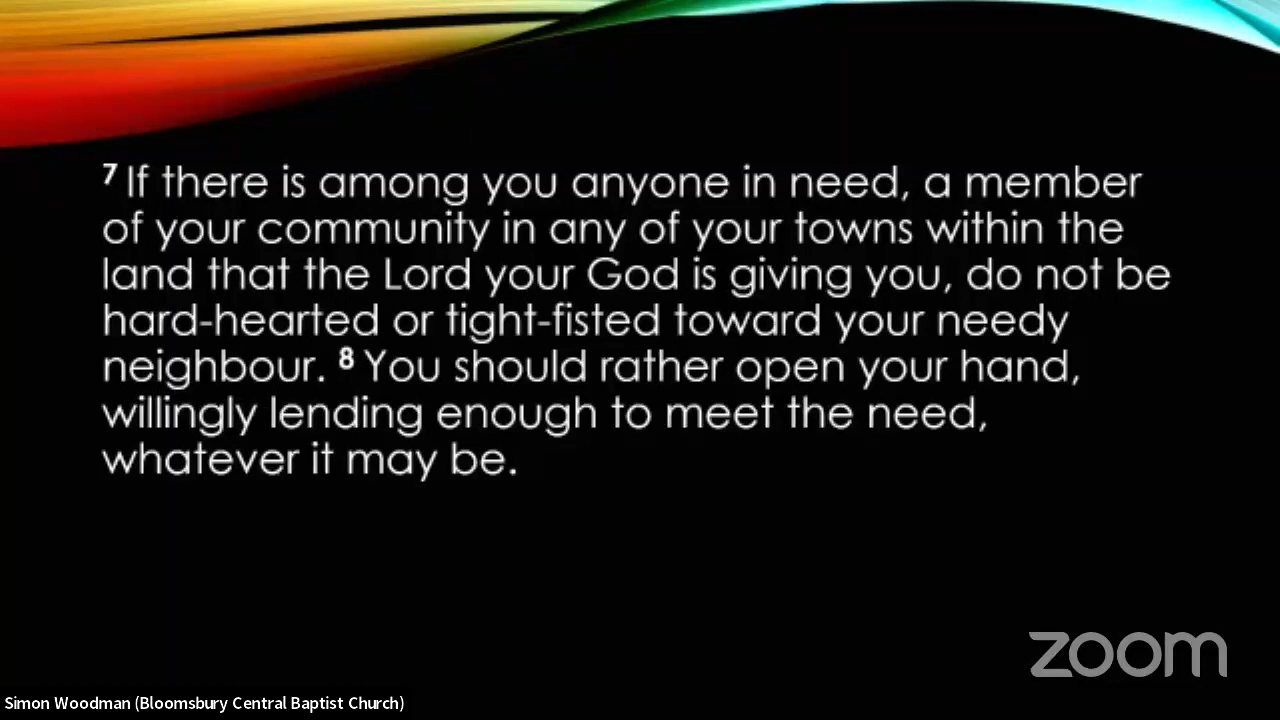 7 If there is among you anyone in need, a member
of your community in any of your towns within the
land that the Lord your God is giving you, do not be
hard-hearted or tight-fisted toward your needy
neighbour. 8 You should rather open your hand,
willingly lending enough to meet the need,
whatever it may be.
zoom
Simon Woodman (Bloomsbury Central Baptist Church)